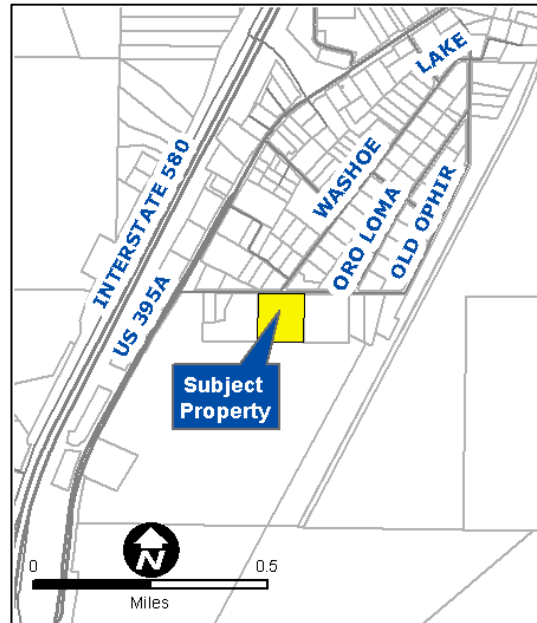 LAKE
WASHOE
INTERSTATE 580
ORO LOMA
OLD OPHIR
US 395A
Subject
Property
N
0
0.5
Miles